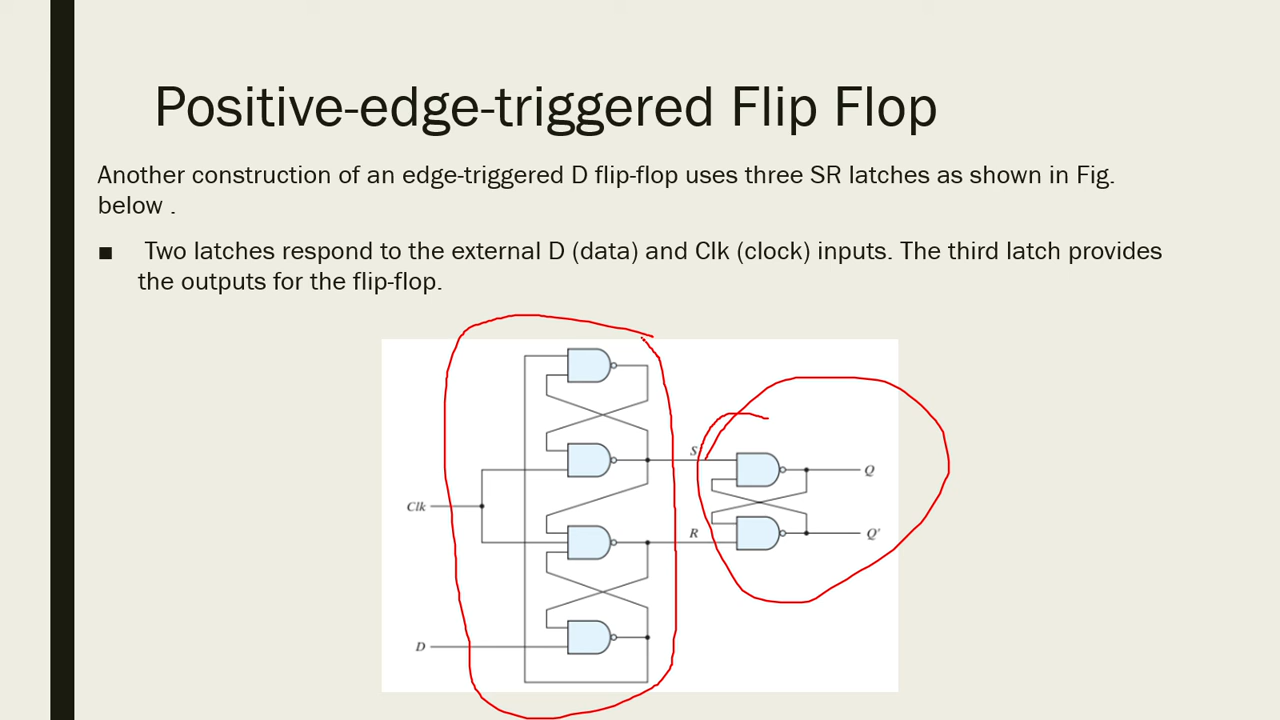 Positive-edge-triggered Flip Flop
Another construction of an edge-triggered D flip-flop uses three SR latches as shown in Fig.
below .
■ Two latches respond to the external D (data) and Clk (clock) inputs. The third latch provides
the outputs for the flip-flop.
S
Q
Clk
R
Q'
D